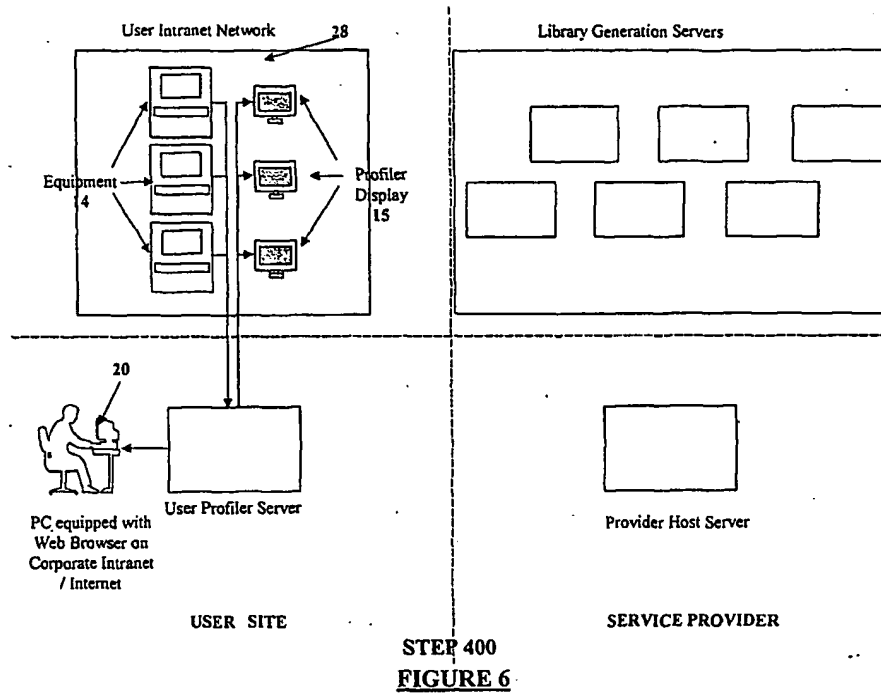 User Intranet Network
28
Library Generation Servers
Equipment
4
Profiler
Display
15
20
User Profiler Server
PC equipped with
Web Browser on
Corporate Intranet
/ Internet
Provider Host Server
USER SITE
SERVICE PROVIDER
STEP 400
FIGURE 6